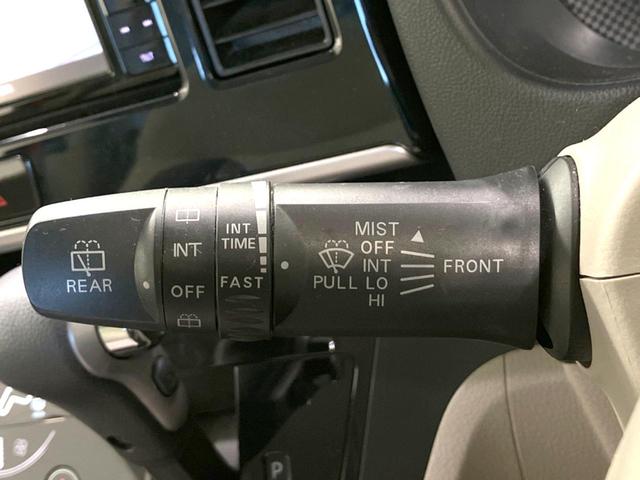 REAR
INT
OFF
INT
TIME
FAST
MIST
OFF
INT
PULL LO
HI
FRONT
P